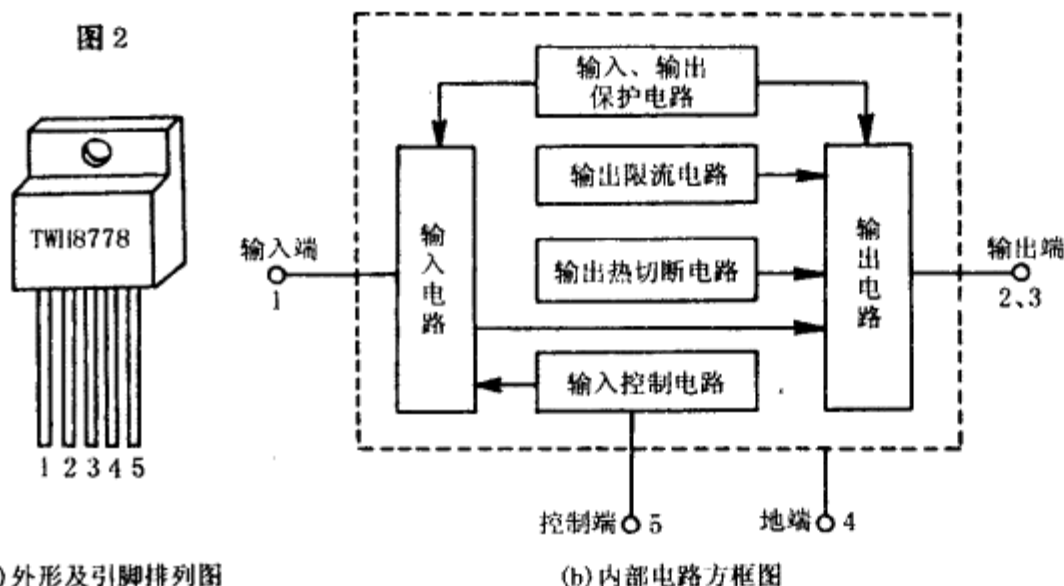 图 2
TWH8778
1 2 3 4 5
)外形及引脚排列图
输入、输出
保护电路
输出限流电路
输出热切断电路
输入控制电路
输入电路
输出电路
输入端
1
输出端
2、3
控制端 5
地端 4
(b)内部电路方框图